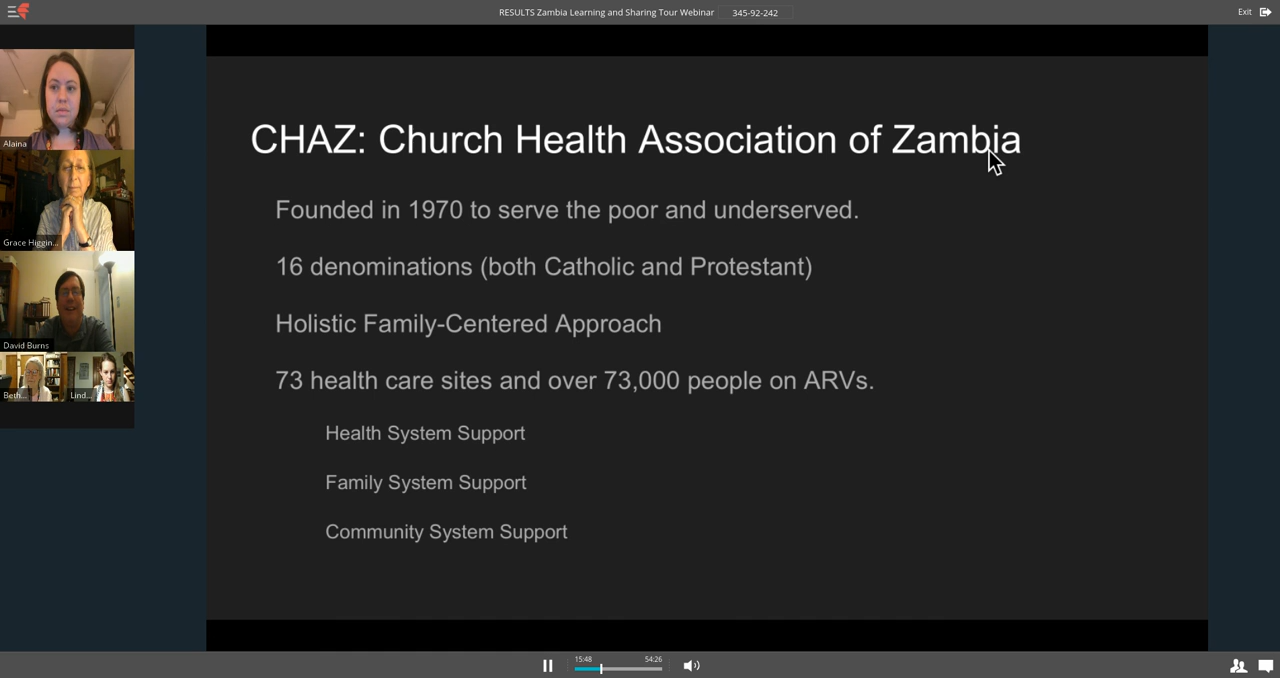 RESULTS Zambia Learning and Sharing Tour Webinar 345-92-242
Exit
Alaina
Grace Higgin...
David Burns
Beth... Lind...
CHAZ: Church Health Association of Zambia
Founded in 1970 to serve the poor and underserved.
16 denominations (both Catholic and Protestant)
Holistic Family-Centered Approach
73 health care sites and over 73,000 people on ARVs.
Health System Support
Family System Support
Community System Support
15:48 54:26